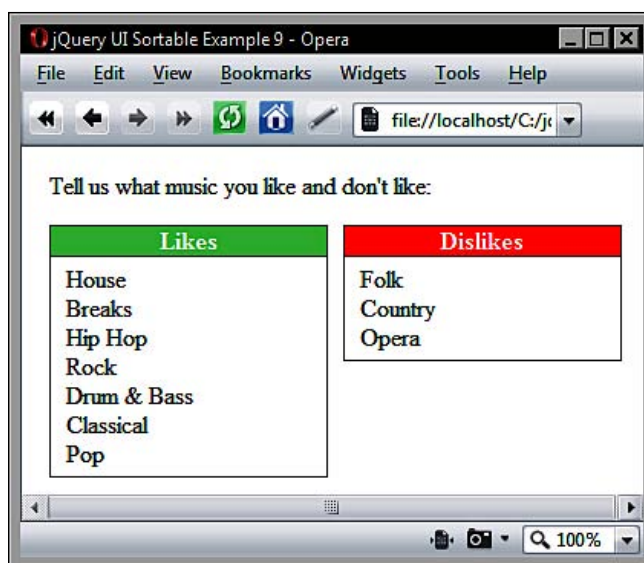 jQuery UI Sortable Example 9 - Opera
File Edit View Bookmarks Widgets Tools Help
file://localhost/C:/j
Tell us what music you like and don't like:
Likes
House
Breaks
Hip Hop
Rock
Drum & Bass
Classical
Pop
Dislikes
Folk
Country
Opera
100%